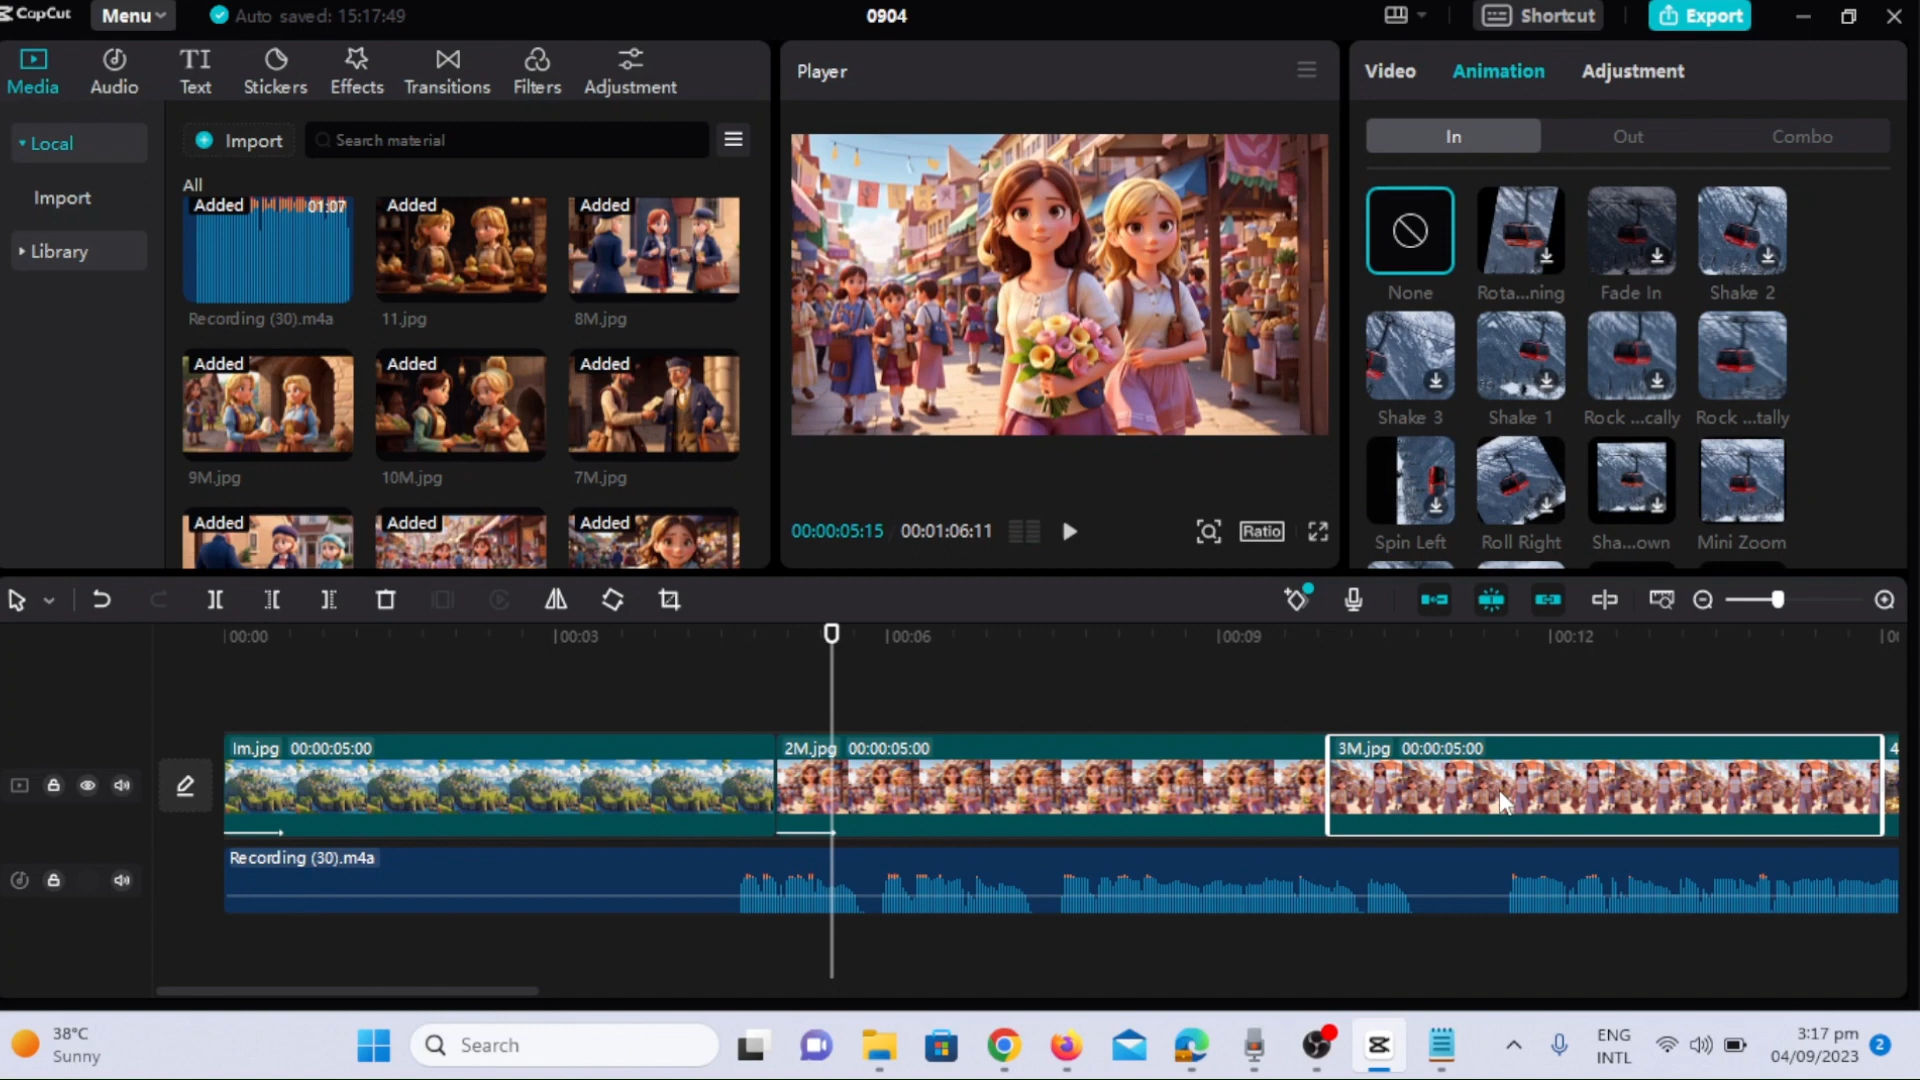 CapCut
Menu
Auto saved: 15:17:49
0904
Shortcut
Export
Media
Audio
TI
Text
Stickers
Effects
Transitions
Filters
Adjustment
Local
Import
Library
Import
Search material
All
Added
01:07
Recording (30).m4a
Added
11.jpg
Added
8M.jpg
Added
9M.jpg
Added
10M.jpg
Added
7M.jpg
Added
Added
Added
Player
00:00:05:15
00:01:06:11
Ratio
Video
Animation
Adjustment
In
Out
Combo
None
Rota...ning
Fade In
Shake 2
Shake 3
Shake 1
Rock ...cally
Rock ...tally
Spin Left
Roll Right
Sha...own
Mini Zoom
00:00
00:03
00:06
00:09
00:12
Im.jpg 00:00:05:00
2M.jpg 00:00:05:00
3M.jpg 00:00:05:00
4
Recording (30).m4a
38°C
Sunny
Search
ENG
INTL
3:17 pm
04/09/2023
2